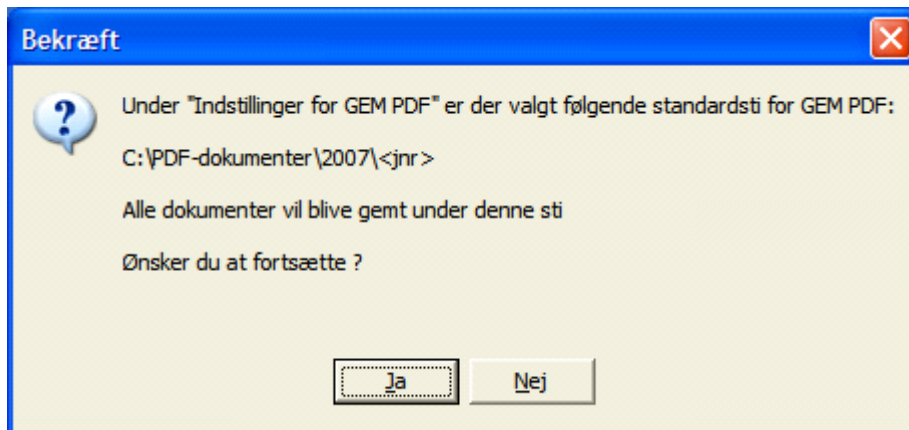 Bekræft
Under "Indstillinger for GEM PDF" er der valgt følgende standardsti for GEM PDF:
C:\PDF-dokumenter\2007\<jnr>
Alle dokumenter vil blive gemt under denne sti
Ønsker du at fortsætte ?
Ja
Nej